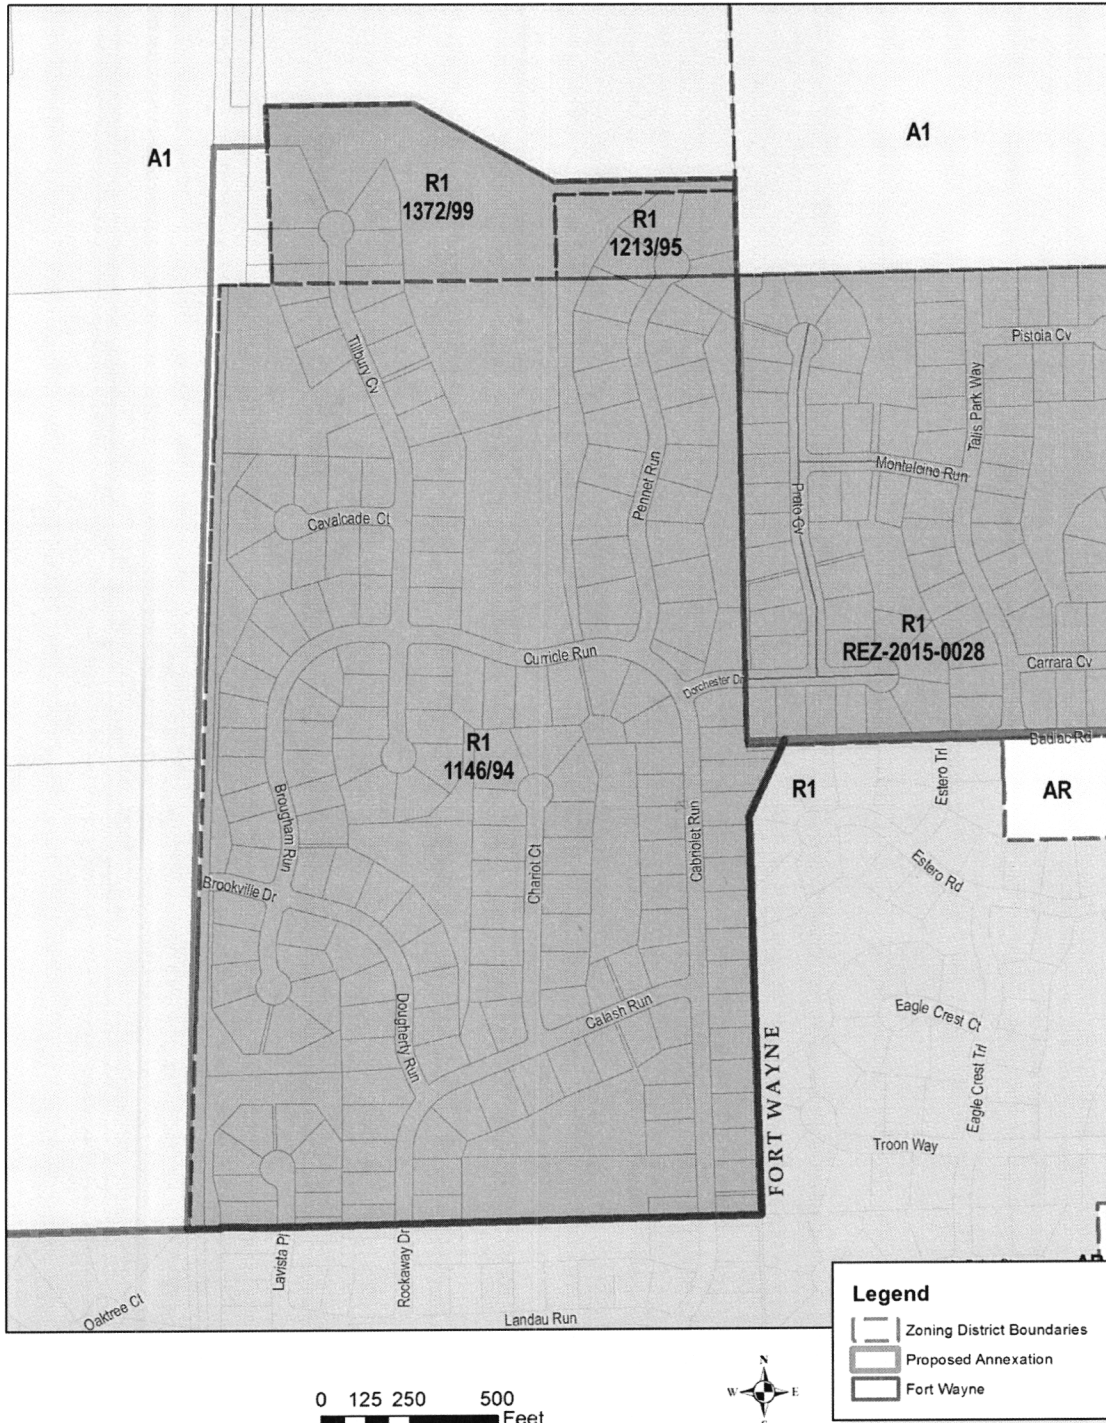 A1
A1
R1
1372/99
R1
1213/95
Pistoia Cv
Tillbury Cv
Talis Park Way
Pennet Run
Montelcino Run
Prato Cv
Cavalcade Ct
R1
REZ-2015-0028
Curricle Run
Carrara Cv
Dorchester Dr
R1
1146/94
Badiac Rd
Estero Trl
R1
AR
Brougham Run
Chariot Ct
Cabriolet Run
Estero Rd
Brookville Dr
Dougherty Run
Calash Run
Eagle Crest Ct
FORT WAYNE
Eagle Crest Trl
Troon Way
Lavista Pl
Rockaway Dr
Oaktree Ct
Landau Run
Legend
Zoning District Boundaries
Proposed Annexation
Fort Wayne
0 125 250 500
Feet
N
W E